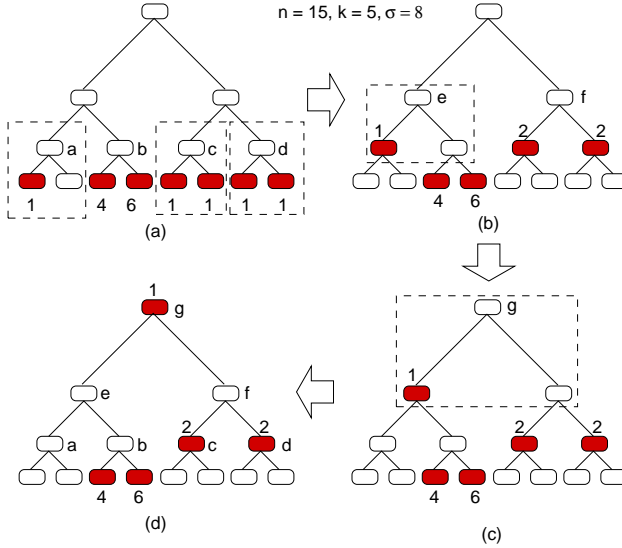 n = 15, k = 5, σ = 8
a b c d
1 4 6 1 1 1 1
(a)
e f
1 2 2
4 6
(b)
1
g
e f
2 2
a b c d
4 6
(d)
g
1
2 2
4 6
(c)